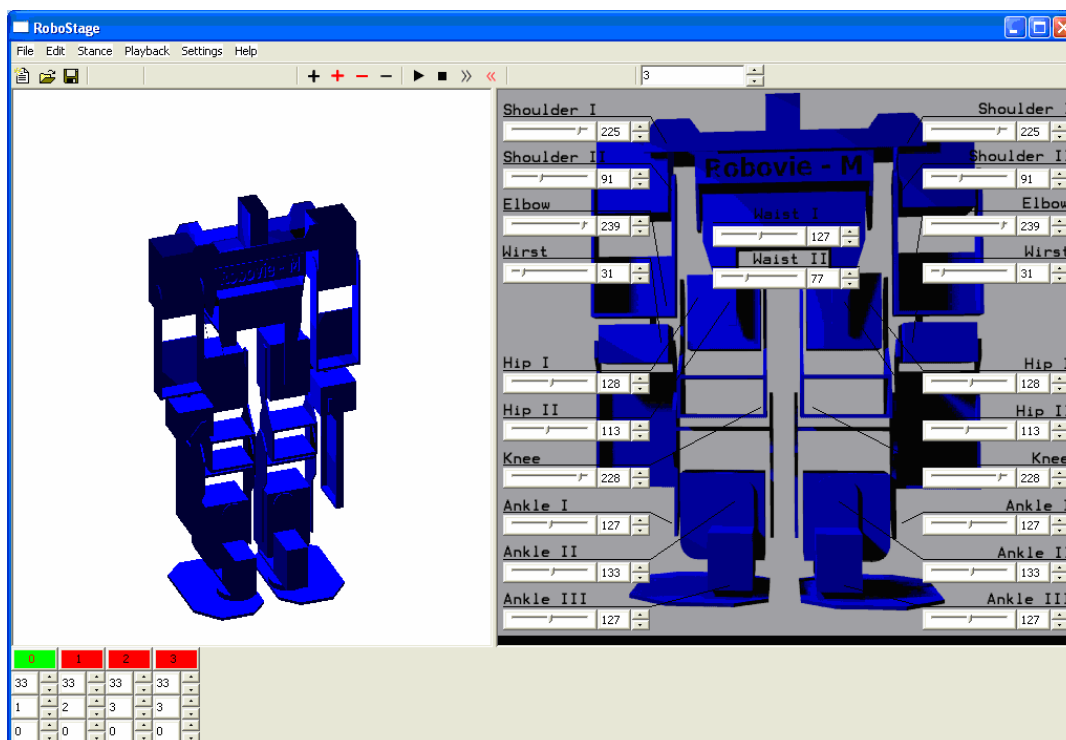 RoboStage
File Edit Stance Playback Settings Help
3
Shoulder I
225
Shoulder II
91
Elbow
239
Wirst
31
Hip I
128
Hip II
113
Knee
228
Ankle I
127
Ankle II
133
Ankle III
127
Robovie - M
Waist I
127
Waist II
77
Shoulder I
225
Shoulder II
91
Elbow
239
Wirst
31
Hip I
128
Hip II
113
Knee
228
Ankle I
127
Ankle II
133
Ankle III
127
Robovie - M
0 1 2 3
33 33 33 33
1 2 3 3
0 0 0 0